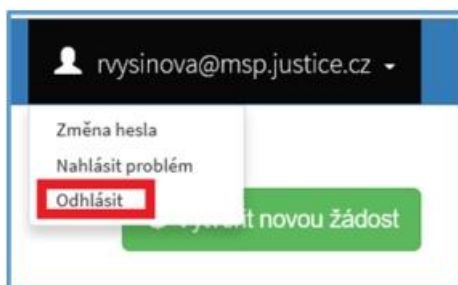 rvysinova@msp.justice.cz
Změna hesla
Nahlásit problém
Odhlásit
novou žádost